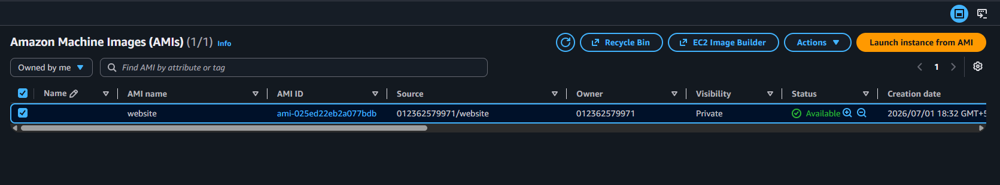 Amazon Machine Images (AMIs) (1/1) Info Recycle Bin EC2 Image Builder Actions Launch instance from AMI
Owned by me Find AMI by attribute or tag 1
Name AMI name AMI ID Source Owner Visibility Status Creation date
website ami-025ed22eb2a077bdb 012362579971/website 012362579971 Private Available 2026/07/01 18:32 GMT+5